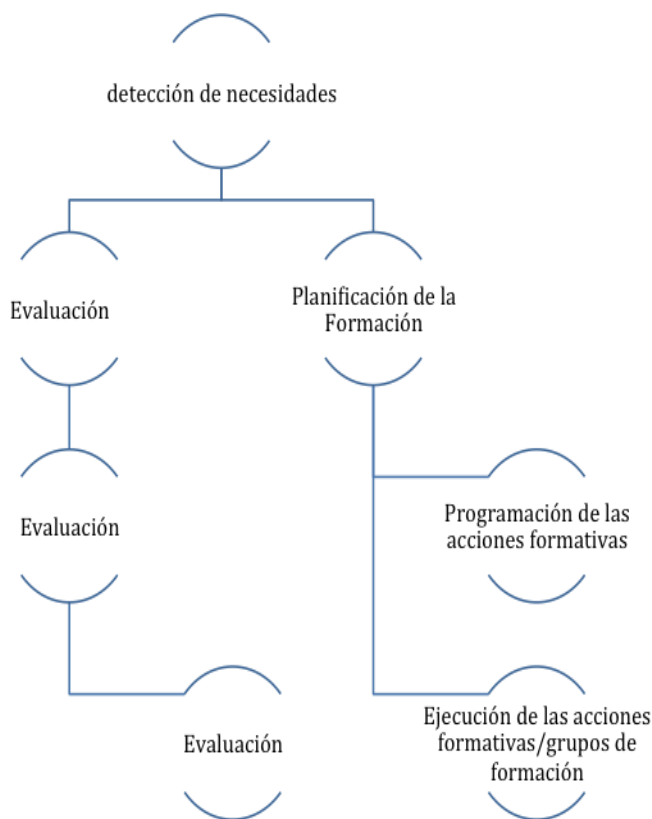 detección de necesidades
Evaluación
Planificación de la
Formación
Evaluación
Programación de las
acciones formativas
Evaluación
Ejecución de las acciones
formativas/grupos de
formación